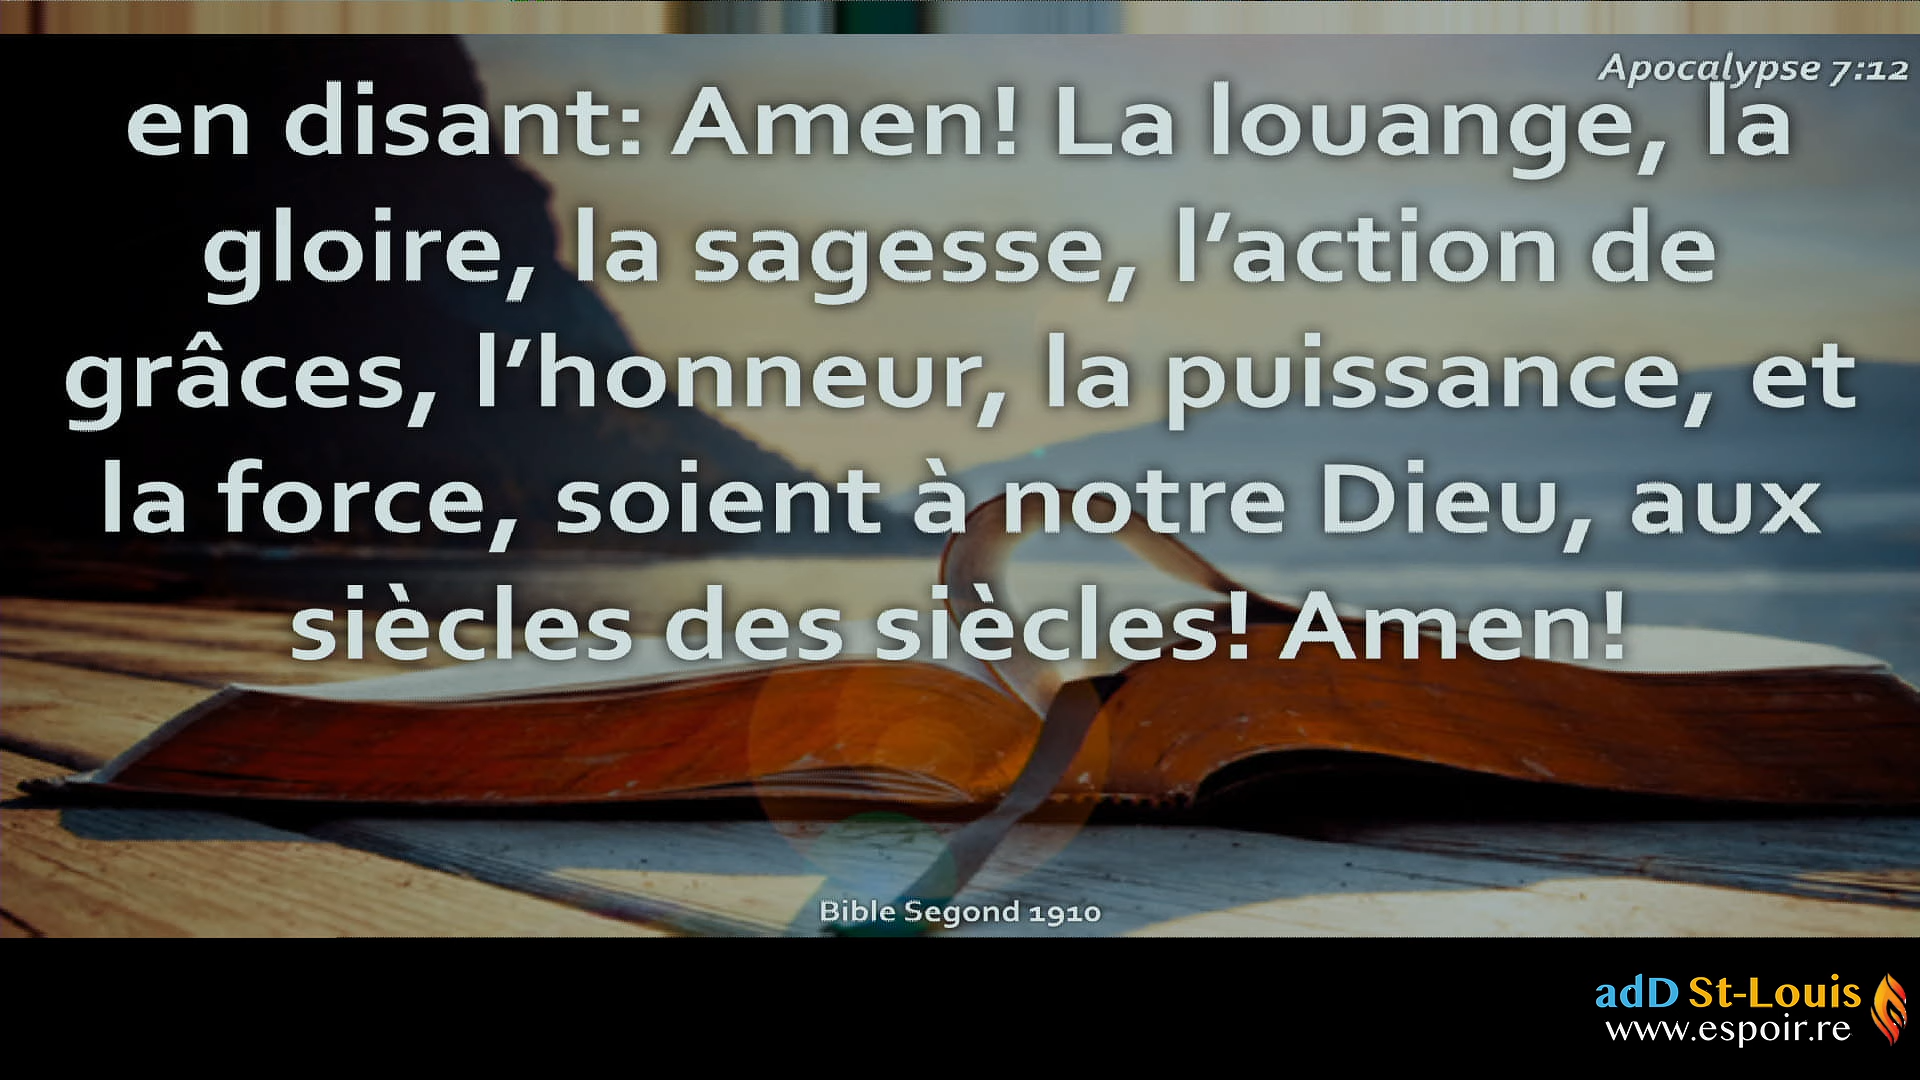 Apocalypse 7:12
en disant: Amen! La louange, la
gloire, la sagesse, l’action de
grâces, l’honneur, la puissance, et
la force, soient à notre Dieu, aux
siècles des siècles! Amen!
Bible Segond 1910
adD St-Louis
www.espoir.re